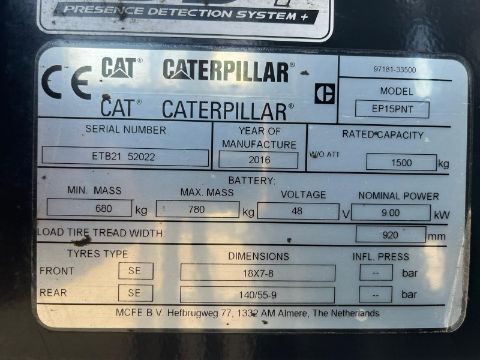 PRESENCE DETECTION SYSTEM +
CE CAT® CATERPILLAR®
CAT® CATERPILLAR®
97181-33500
MODEL
EP15PNT
SERIAL NUMBER
ETB21 52022
YEAR OF MANUFACTURE
2016
RATED CAPACITY
W/O ATT 1500 kg
BATTERY:
MIN. MASS MAX. MASS VOLTAGE NOMINAL POWER
680 kg 780 kg 48 V 9.00 kW
LOAD TIRE TREAD WIDTH: 920 mm
TYRES TYPE DIMENSIONS INFL. PRESS
FRONT SE 18X7-8 -- bar
REAR SE 140/55-9 -- bar
MCFE B.V. Hefbrugweg 77, 1332 AM Almere, The Netherlands